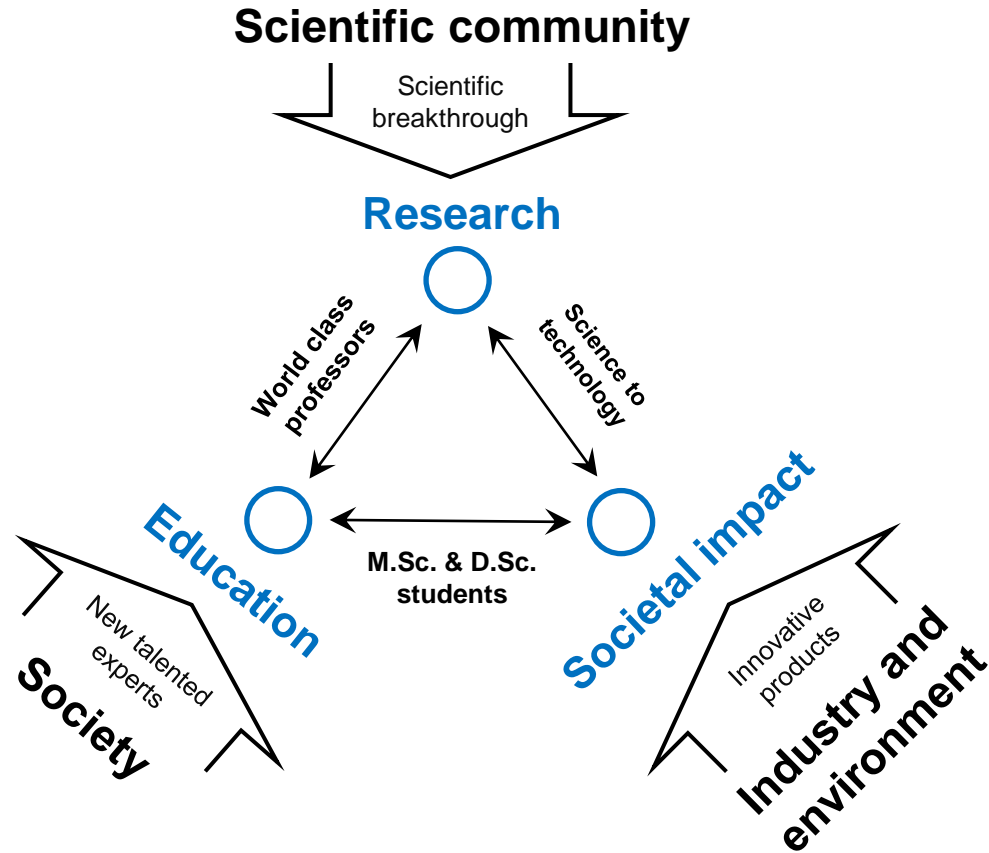 Scientific community
Scientific
breakthrough
Research
World class
professors
Science to
technology
Education
M.Sc. & D.Sc.
students
Societal impact
New talented
experts
Society
Innovative
products
Industry and
environment